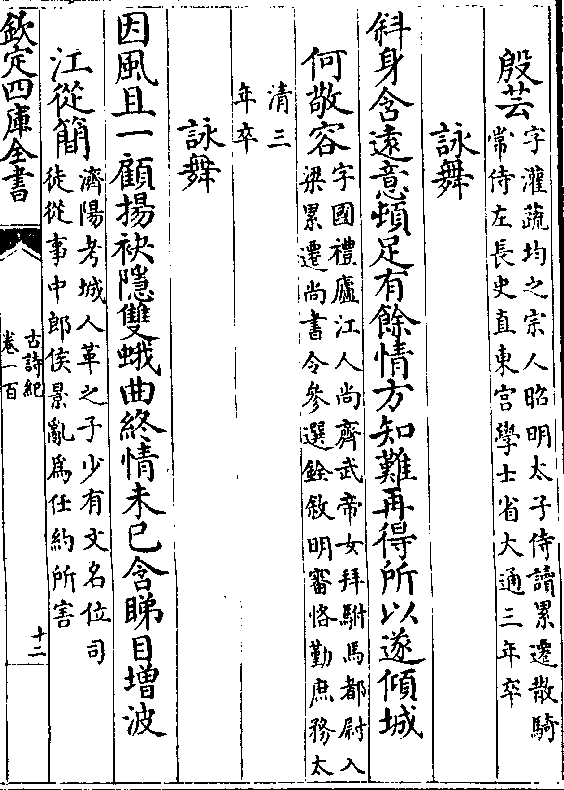 殷芸字灌蔬均之宗人昭明太子侍讀累遷散騎
常侍左長史直東宮學士省大通三年卒
詠舞
斜身含遠意頓足有餘情方知難再得所以遂傾城
何敬容字國禮廬江人尚齊武帝女拜駙馬都尉入
梁累遷尚書令參選銓敘明審恪勤庶務太
清三
年卒
詠舞
因風且一顧揚袂隱雙蛾曲終情未已含睇目增波
江從簡濟陽考城人革之子少有文名位司
徒從事中郎侯景亂為任約所害
欽定四庫全書
古詩紀
卷一百
十二